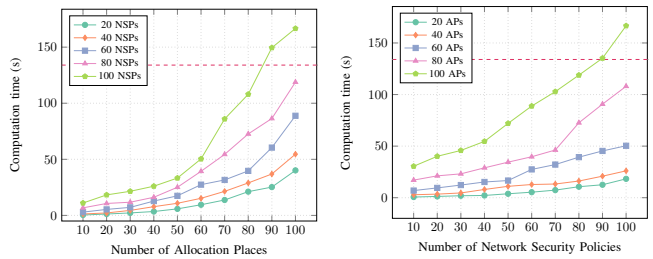 Computation time (s)
150
100
50
0
20 NSPs
40 NSPs
60 NSPs
80 NSPs
100 NSPs
10 20 30 40 50 60 70 80 90 100
Number of Allocation Places
Computation time (s)
150
100
50
0
20 APs
40 APs
60 APs
80 APs
100 APs
10 20 30 40 50 60 70 80 90 100
Number of Network Security Policies